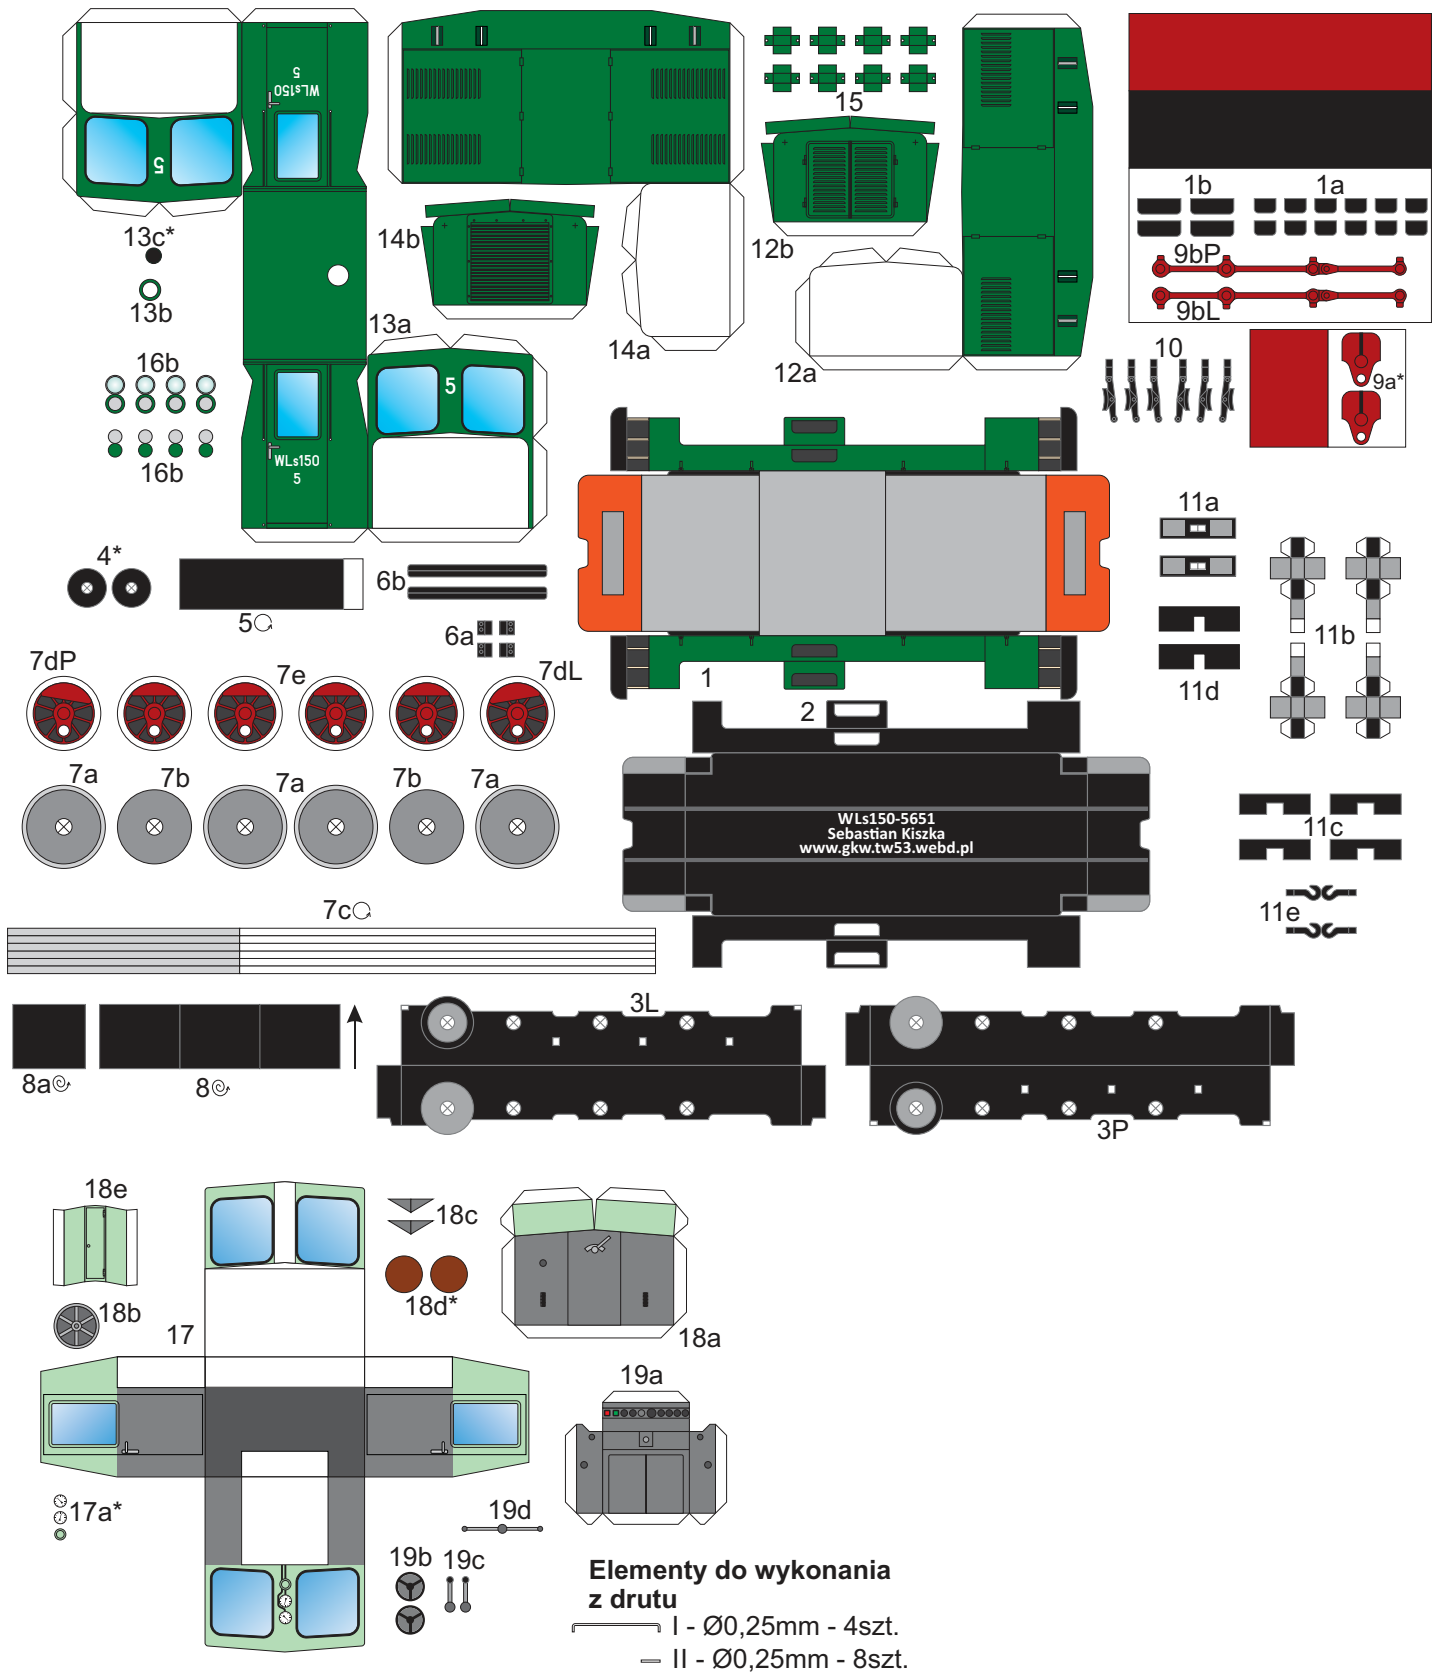 WLs150
5
5
13c*
13b
16b
16b
13a
WLs150
5
5
14b
14a
15
12b
12a
1b
1a
9bP
9bL
10
9a*
4*
5
6b
6a
11a
11b
11d
11c
11e
7dP
7e
7dL
7a
7b
7a
7b
7a
7c
1
2
WLs150-5651
Sebastian Kiszka
www.gkw.tw53.webd.pl
8a
8
3L
3P
18e
18b
17
18c
18d*
18a
19a
17a*
19d
19b
19c
Elementy do wykonania
z drutu
I - Ø0,25mm - 4szt.
II - Ø0,25mm - 8szt.